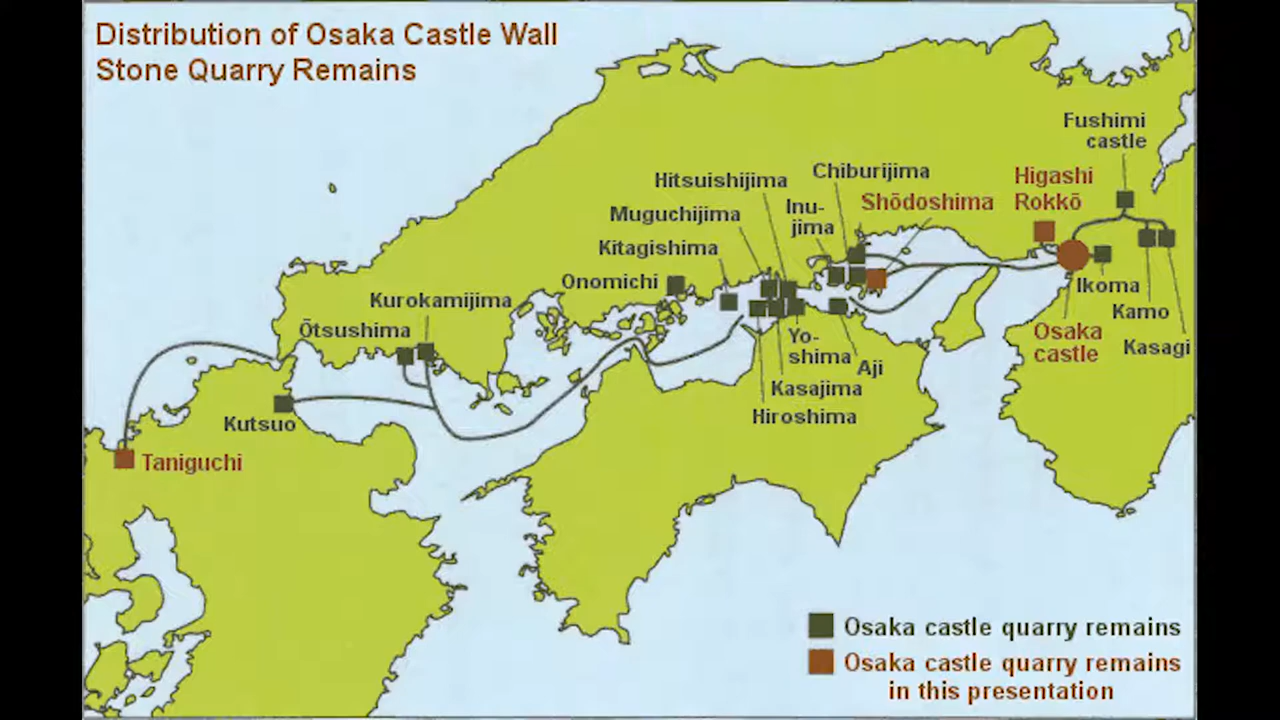 Distribution of Osaka Castle Wall
Stone Quarry Remains
Fushimi
castle
Higashi
Rokkō
Chiburijima
Hitsuishijima
Shōdoshima
Inu-
jima
Muguchijima
Kitagishima
Onomichi
Kurokamijima
Ōtsushima
Ikoma
Kamo
Kasagi
Osaka
castle
Yo-
shima
Aji
Kasajima
Hiroshima
Kutsuo
Taniguchi
Osaka castle quarry remains
Osaka castle quarry remains
in this presentation